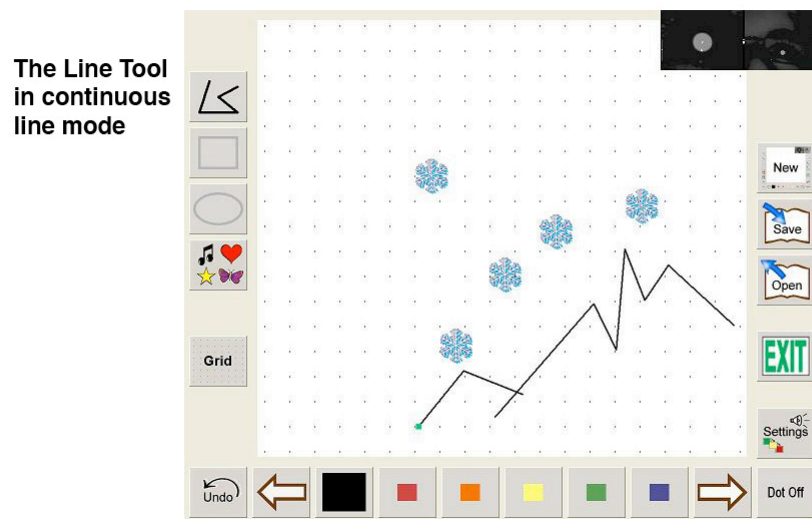 The Line Tool
in continuous
line mode
New
Save
Open
Grid
EXIT
Settings
Undo
Dot Off